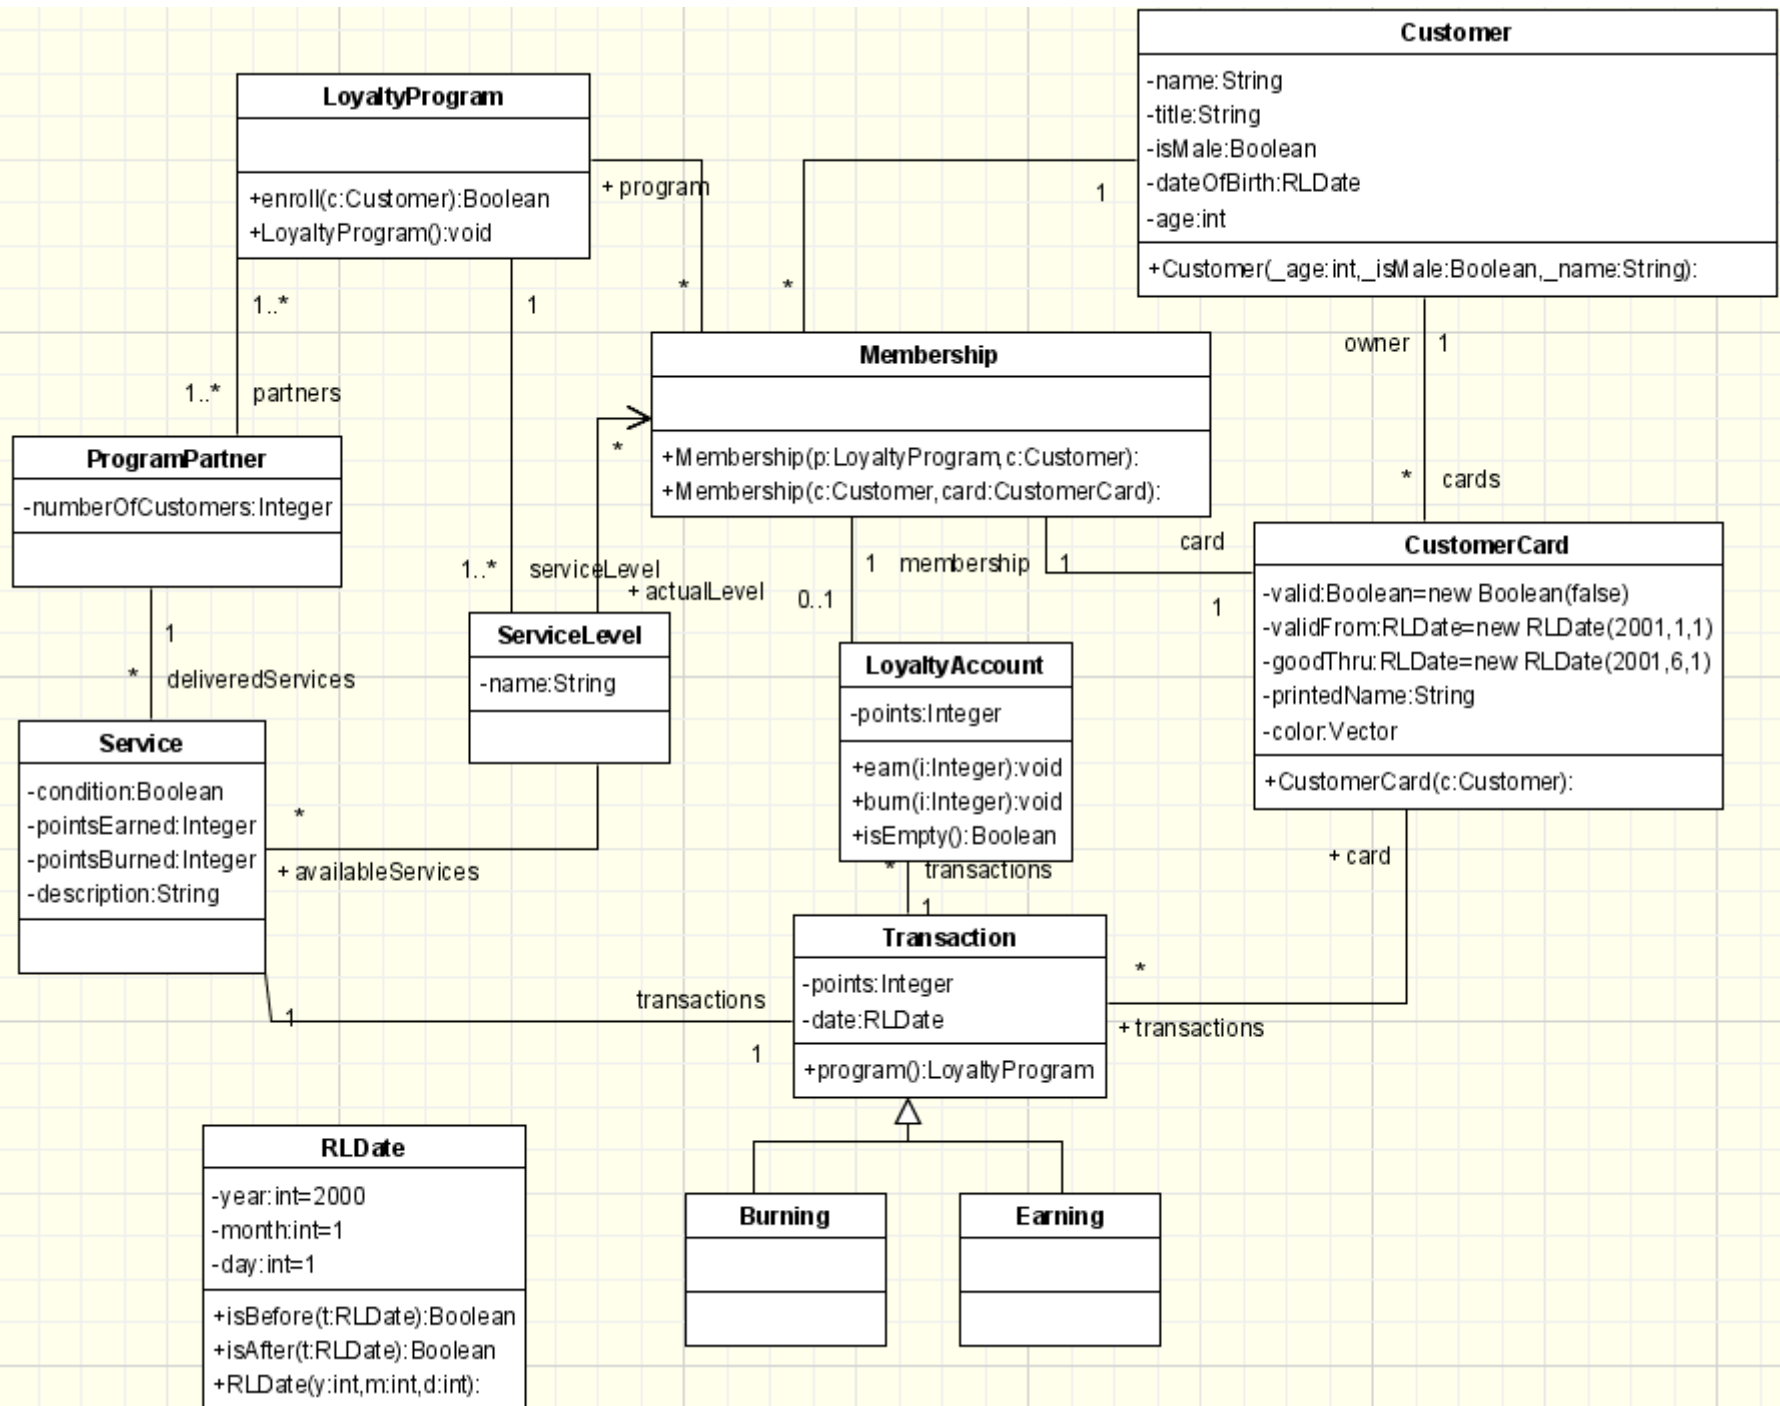 Customer
-name:String
-title:String
-isMale:Boolean
-dateOfBirth:RLDate
-age:int
+Customer(_age:int,_isMale:Boolean,_name:String):
LoyaltyProgram
+enroll(c:Customer):Boolean
+LoyaltyProgram():void
+ program
*
*
1
1..*
1
1..*
partners
owner
1
*
cards
Membership
+Membership(p:LoyaltyProgram,c:Customer):
+Membership(c:Customer,card:CustomerCard):
*
ProgramPartner
-numberOfCustomers:Integer
1..*
serviceLevel
+ actualLevel
1
membership
1
card
0..1
1
1
*
deliveredServices
ServiceLevel
-name:String
LoyaltyAccount
-points:Integer
+earn(i:Integer):void
+burn(i:Integer):void
+isEmpty():Boolean
CustomerCard
-valid:Boolean=new Boolean(false)
-validFrom:RLDate=new RLDate(2001,1,1)
-goodThru:RLDate=new RLDate(2001,6,1)
-printedName:String
-color:Vector
+CustomerCard(c:Customer):
Service
-condition:Boolean
-pointsEarned:Integer
-pointsBurned:Integer
-description:String
*
+ availableServices
*
transactions
1
+ card
Transaction
-points:Integer
-date:RLDate
+program():LoyaltyProgram
*
+ transactions
transactions
1
1
RLDate
-year:int=2000
-month:int=1
-day:int=1
+isBefore(t:RLDate):Boolean
+isAfter(t:RLDate):Boolean
+RLDate(y:int,m:int,d:int):
Burning
Earning